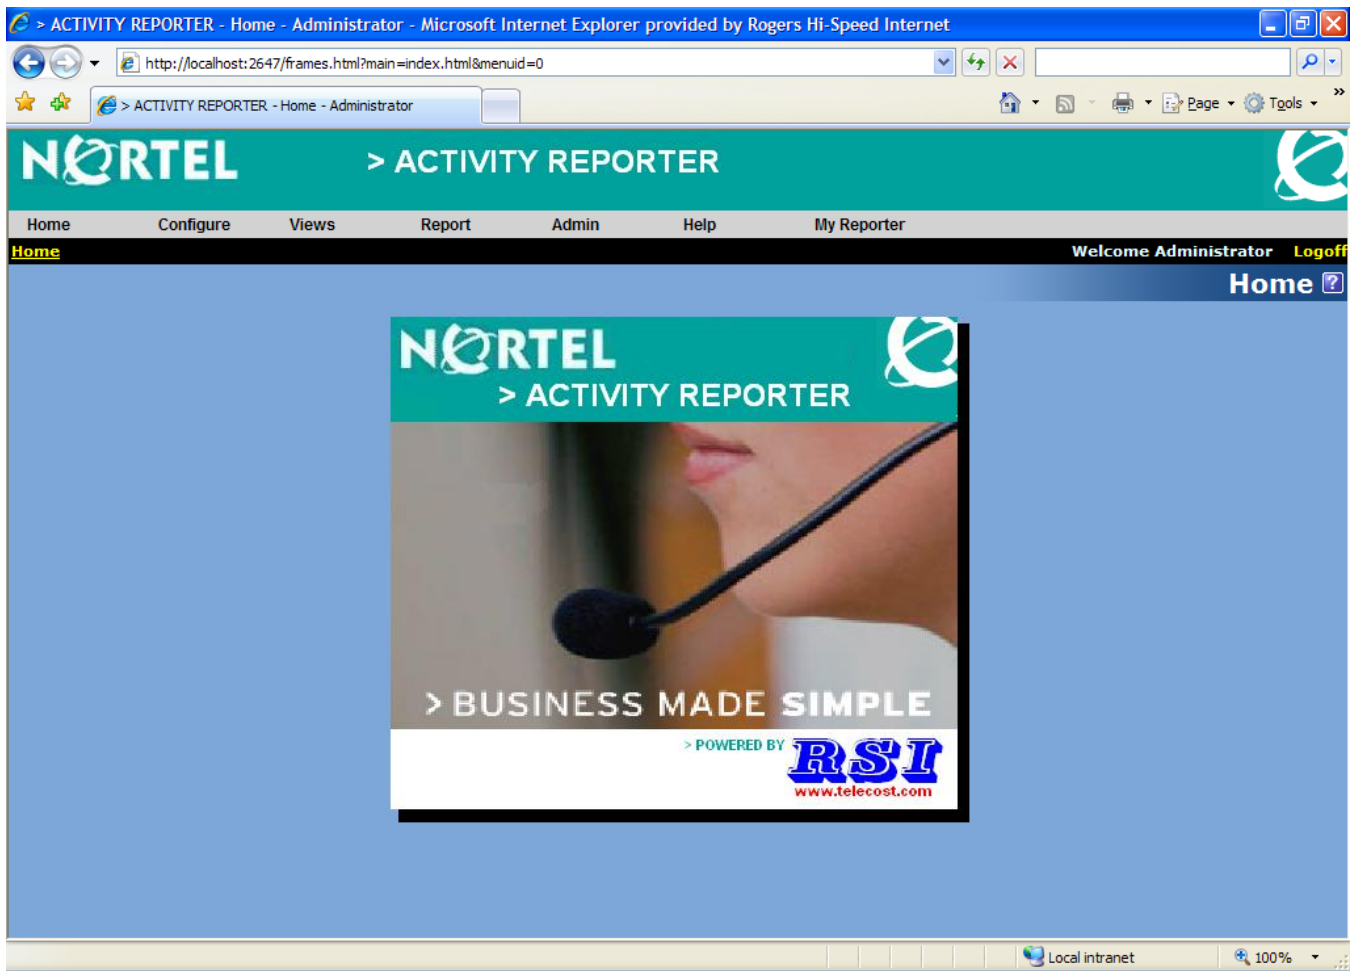 > ACTIVITY REPORTER - Home - Administrator - Microsoft Internet Explorer provided by Rogers Hi-Speed Internet
http://localhost:2647/frames.html?main=index.html&menuid=0
> ACTIVITY REPORTER - Home - Administrator
Page Tools »
NORTEL > ACTIVITY REPORTER
Home Configure Views Report Admin Help My Reporter
Home Welcome Administrator Logoff
Home ?
NORTEL
> ACTIVITY REPORTER
> BUSINESS MADE SIMPLE
> POWERED BY RSI
www.telecost.com
Local intranet 100%